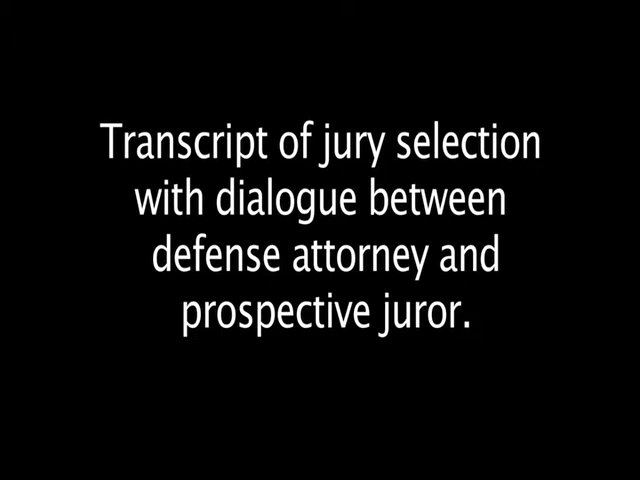 Transcript of jury selection
with dialogue between
defense attorney and
prospective juror.